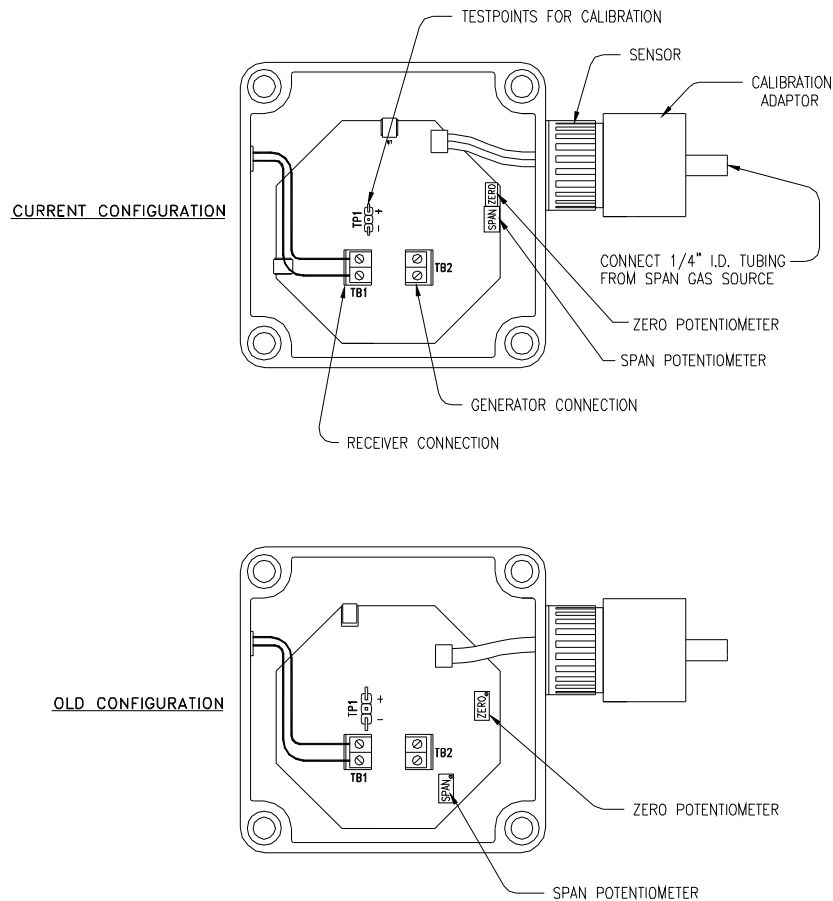 TESTPOINTS FOR CALIBRATION
SENSOR
CALIBRATION
ADAPTOR
CURRENT CONFIGURATION
TP1
+
-
ZERO
SPAN
TB1
TB2
CONNECT 1/4" I.D. TUBING
FROM SPAN GAS SOURCE
ZERO POTENTIOMETER
SPAN POTENTIOMETER
GENERATOR CONNECTION
RECEIVER CONNECTION
OLD CONFIGURATION
TP1
+
-
ZERO
TB1
TB2
SPAN
ZERO POTENTIOMETER
SPAN POTENTIOMETER